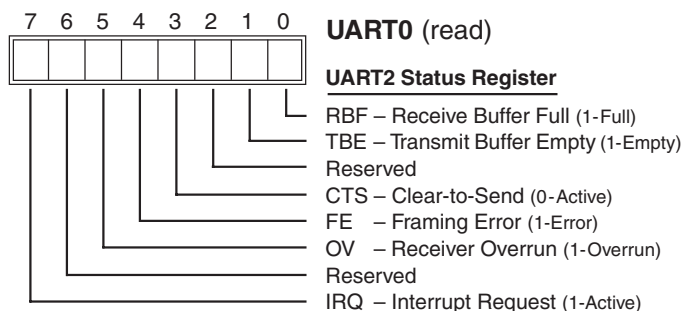 7 6 5 4 3 2 1 0
UART0 (read)
UART2 Status Register
RBF – Receive Buffer Full (1-Full)
TBE – Transmit Buffer Empty (1-Empty)
Reserved
CTS – Clear-to-Send (0-Active)
FE – Framing Error (1-Error)
OV – Receiver Overrun (1-Overrun)
Reserved
IRQ – Interrupt Request (1-Active)